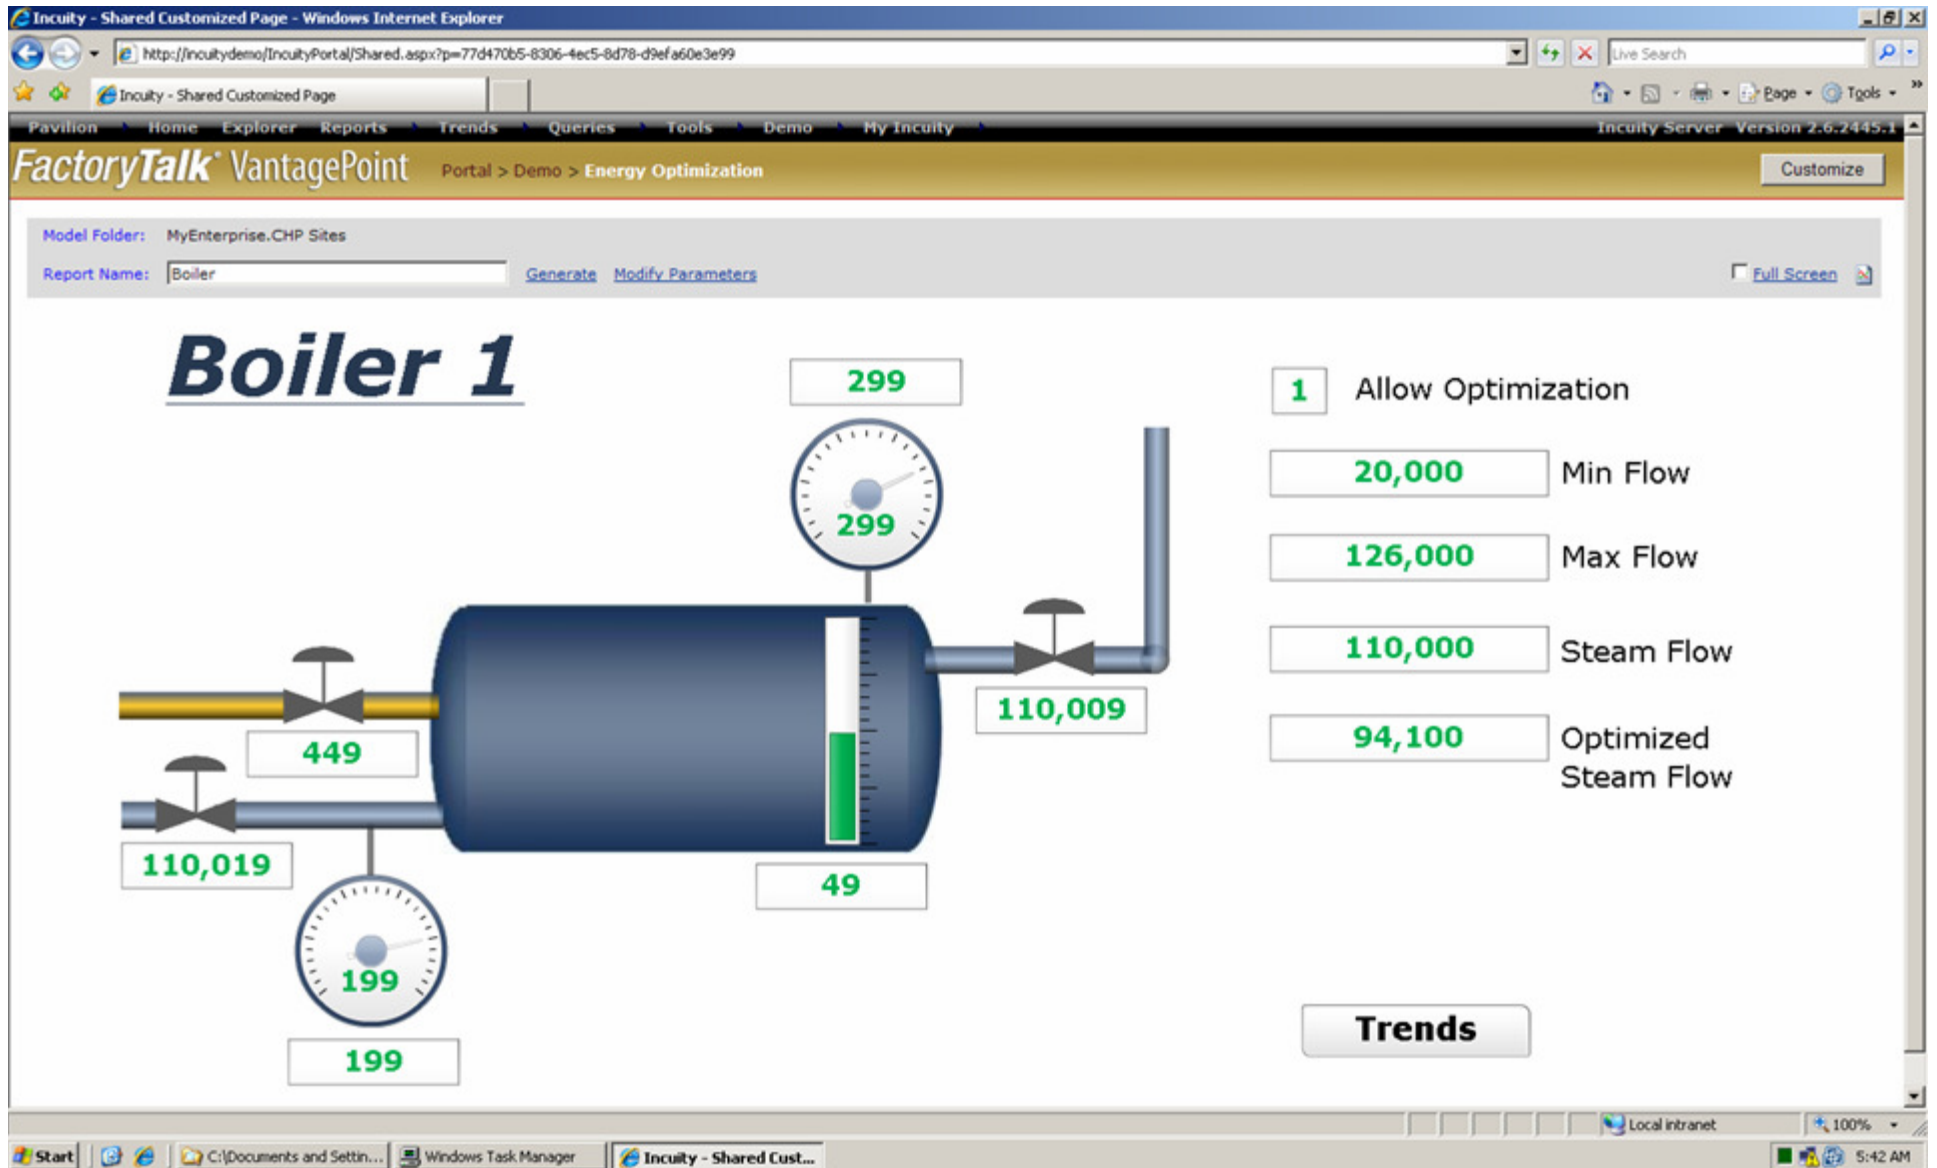 Incuity - Shared Customized Page - Windows Internet Explorer
http://incuitydemo/IncuityPortal/Shared.aspx?p=77d470b5-8306-4ec5-8d78-d9efa60e3e99
Live Search
Incuity - Shared Customized Page
Page
Tools
Pavilion Home Explorer Reports Trends Queries Tools Demo My Incuity
Incuity Server Version 2.6.2445.1
FactoryTalk VantagePoint
Portal > Demo > Energy Optimization
Customize
Model Folder: MyEnterprise.CHP Sites
Report Name: Boiler Generate Modify Parameters
Full Screen
Boiler 1
299
299
449
110,019
199
199
49
110,009
1 Allow Optimization
20,000 Min Flow
126,000 Max Flow
110,000 Steam Flow
94,100 Optimized
Steam Flow
Trends
Local intranet
100%
Start
C:\Documents and Settin...
Windows Task Manager
Incuity - Shared Cust...
5:42 AM